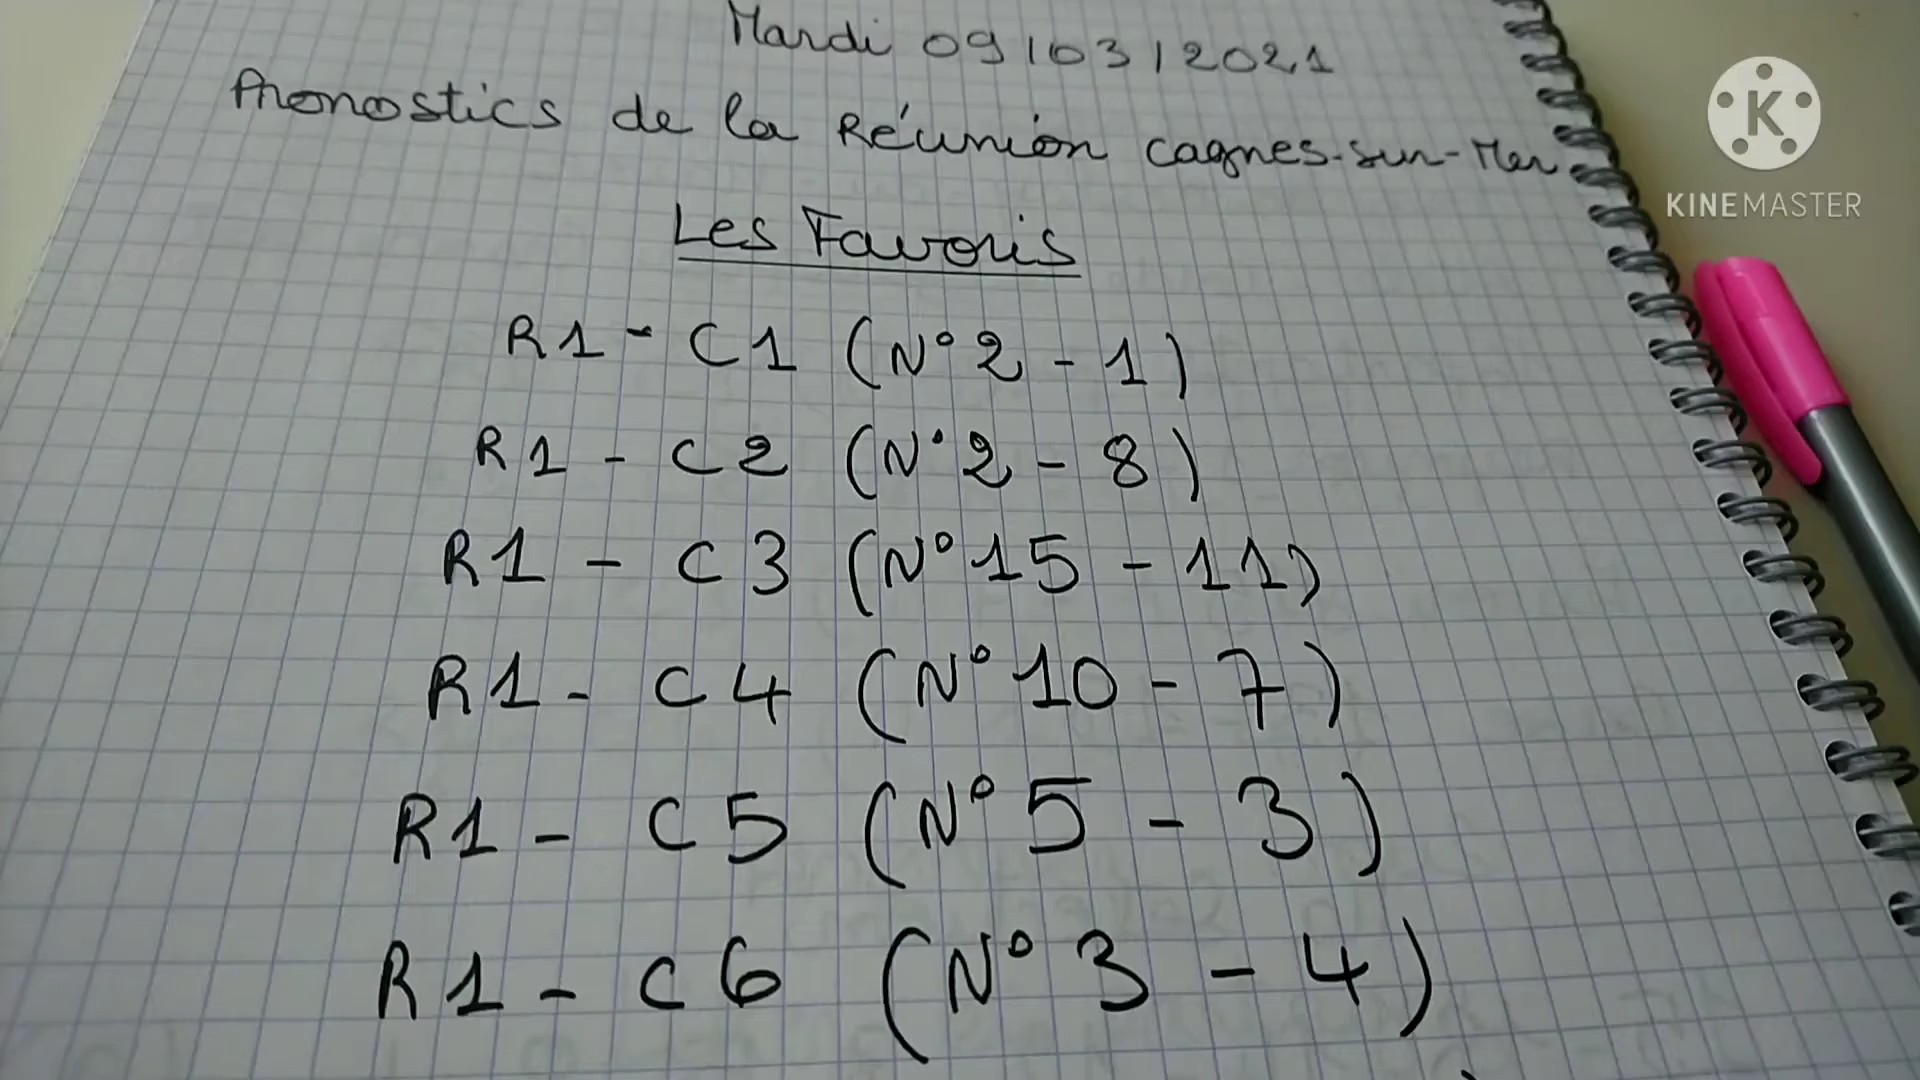 Mardi 09/03/2021
Pronostics de la Réunion Cagnes-sur-Mer
Les Favoris
R1 - C1 (N°2 - 1)
R1 - C2 (N°2 - 8)
R1 - C3 (N°15 - 11)
R1 - C4 (N°10 - 7)
R1 - C5 (N°5 - 3)
R1 - C6 (N°3 - 4)
K
KINEMASTER